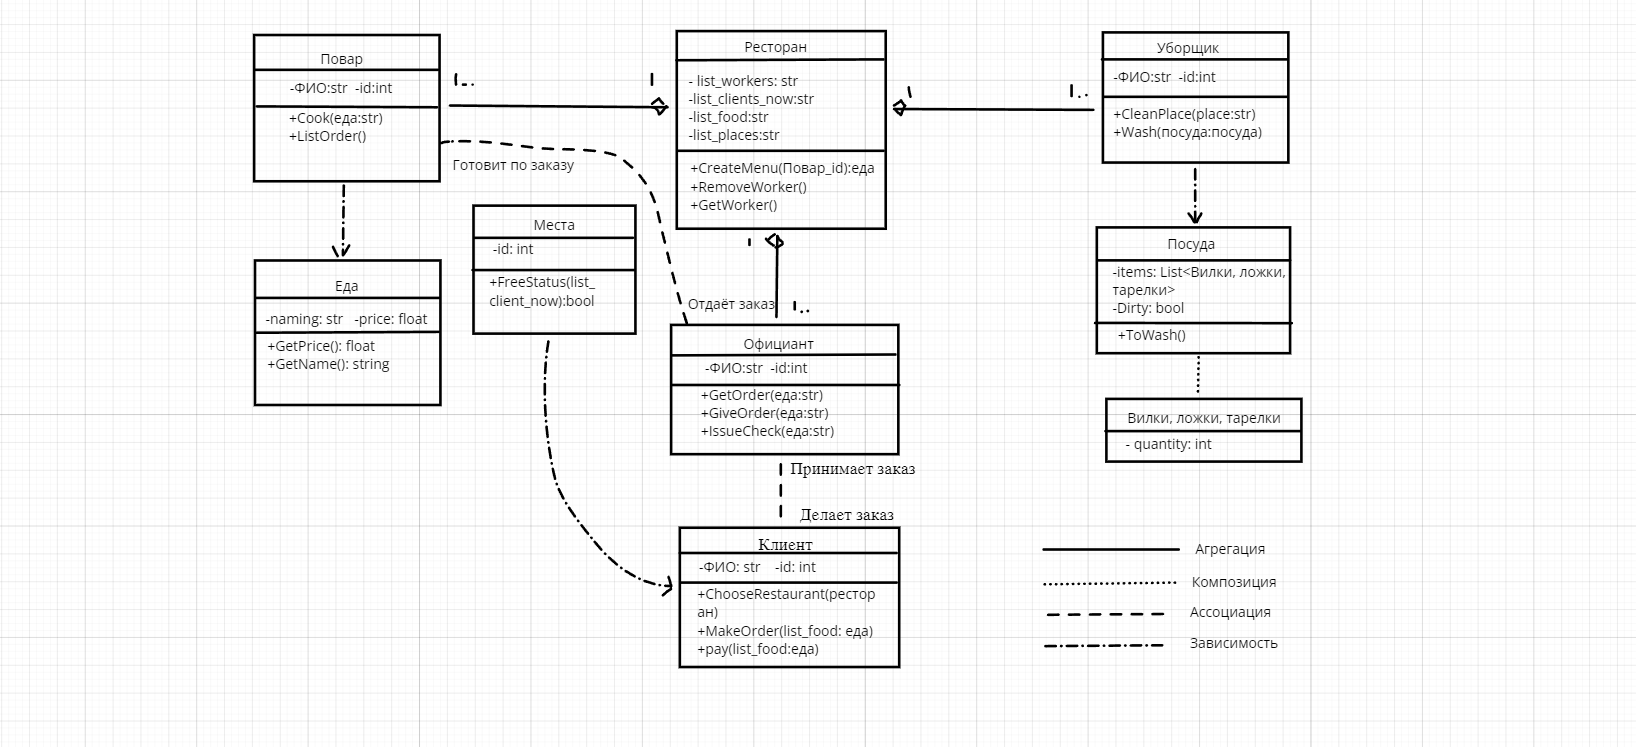 Повар
-ФИО:str -id:int
+Cook(еда:str)
+ListOrder()
1..
1
Ресторан
- list_workers: str
-list_clients_now:str
-list_food:str
-list_places:str
+CreateMenu(Повар_id):еда
+RemoveWorker()
+GetWorker()
1
1..
Уборщик
-ФИО:str -id:int
+CleanPlace(place:str)
+Wash(посуда:посуда)
Готовит по заказу
Места
-id: int
+FreeStatus(list_
client_now):bool
Еда
-naming: str -price: float
+GetPrice(): float
+GetName(): string
1
Отдаёт заказ
1..
Официант
-ФИО:str -id:int
+GetOrder(еда:str)
+GiveOrder(еда:str)
+IssueCheck(еда:str)
Посуда
-items: List<Вилки, ложки,
тарелки>
-Dirty: bool
+ToWash()
Вилки, ложки, тарелки
- quantity: int
Принимает заказ
Делает заказ
Клиент
-ФИО: str -id: int
+ChooseRestaurant(рестор
ан)
+MakeOrder(list_food: еда)
+pay(list_food:еда)
Агрегация
Композиция
Ассоциация
Зависимость